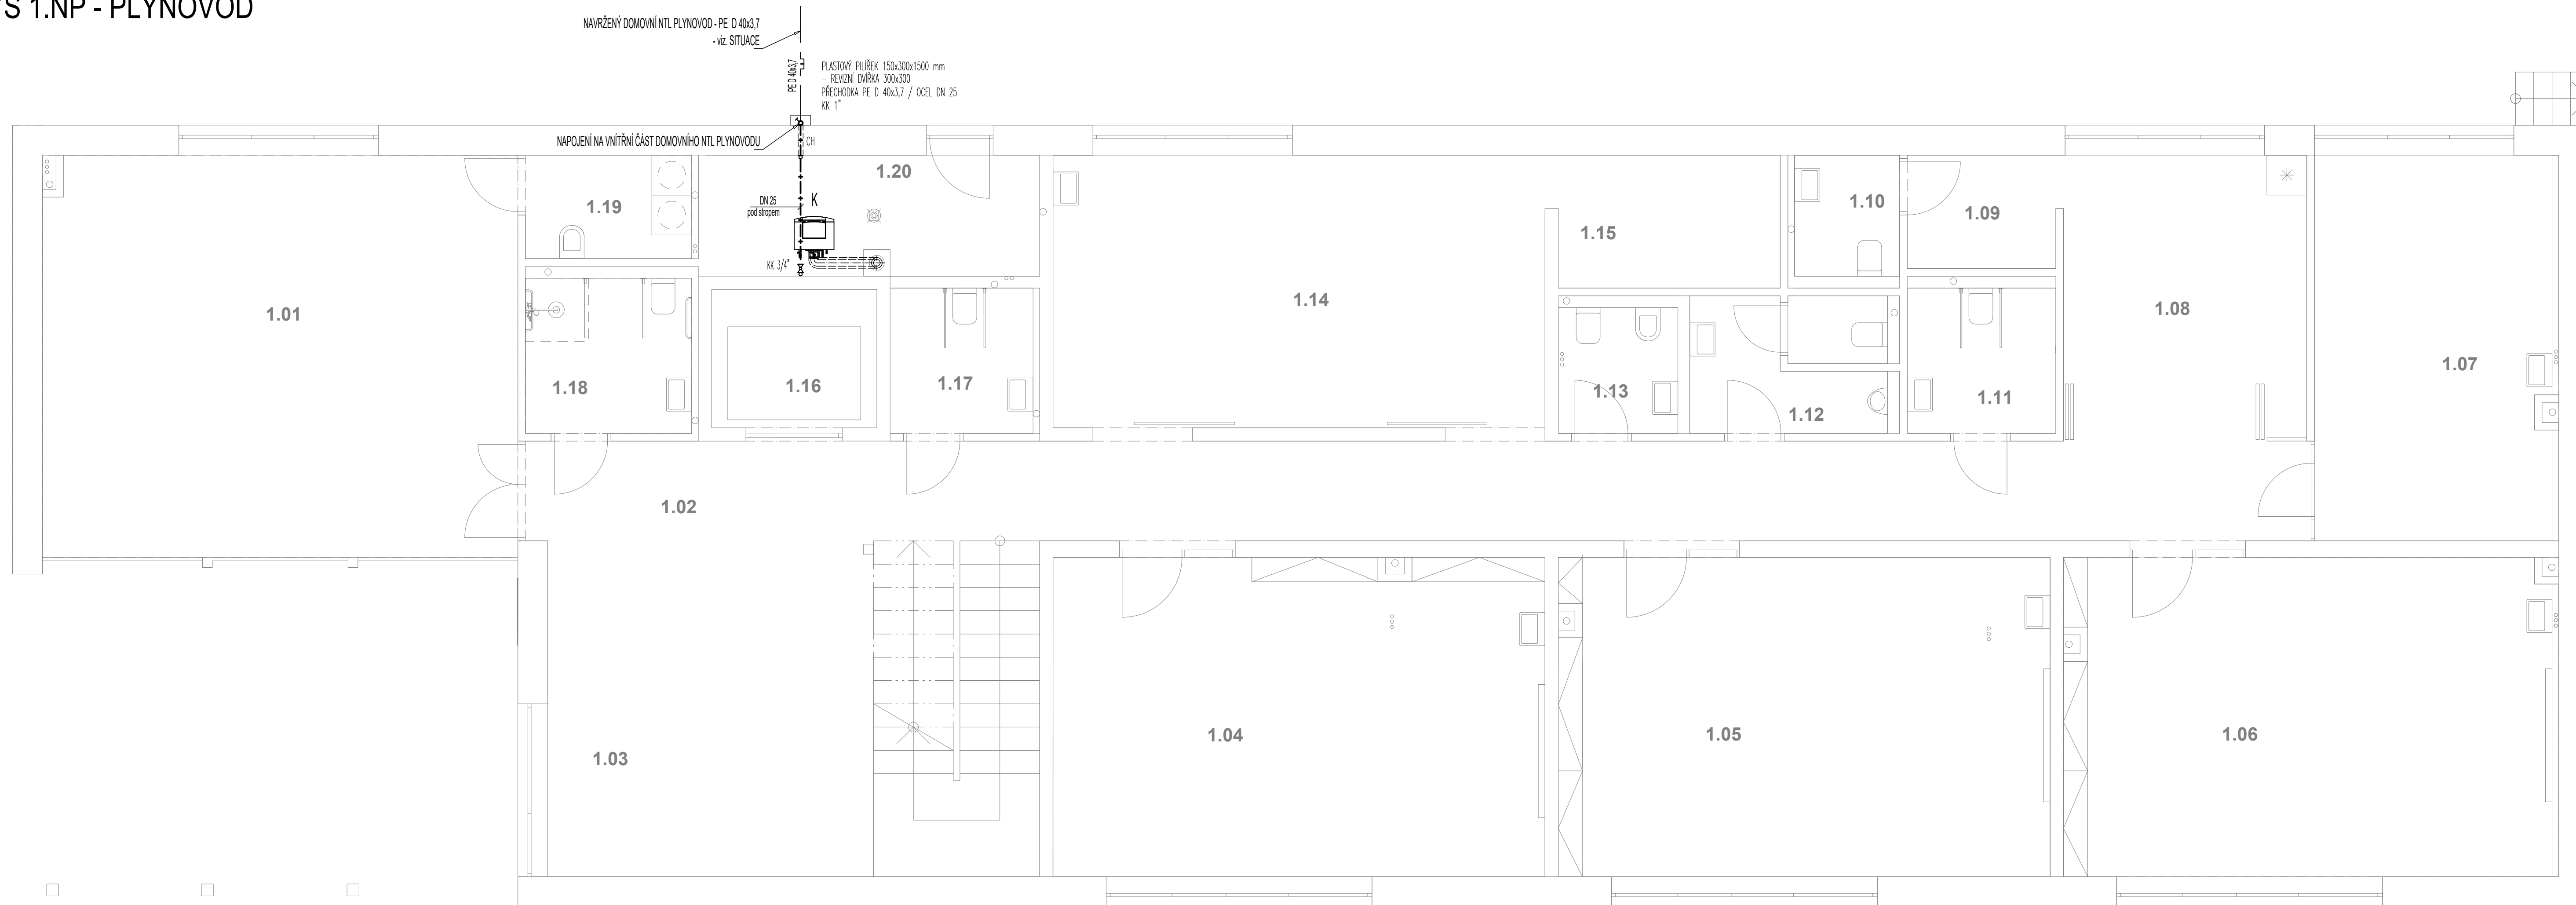 S 1.NP - PLYNOVOD
NAVRŽENÝ DOMOVNÍ NTL PLYNOVOD - PE D 40x3,7
- viz. SITUACE
PE D 40x3,7
PLASTOVÝ PILÍŘEK 150x300x1500 mm
- REVIZNÍ DVÍŘKA 300x300
PŘECHODKA PE D 40x3,7 / OCEL DN 25
KK 1"
NAPOJENÍ NA VNITŘNÍ ČÁST DOMOVNÍHO NTL PLYNOVODU
CH
1.20
1.19
DN 25
pod stropem
K
KK 3/4"
1.10
1.09
1.15
1.01
1.14
1.08
1.18
1.16
1.17
1.13
1.12
1.11
1.07
1.02
1.03
1.04
1.05
1.06